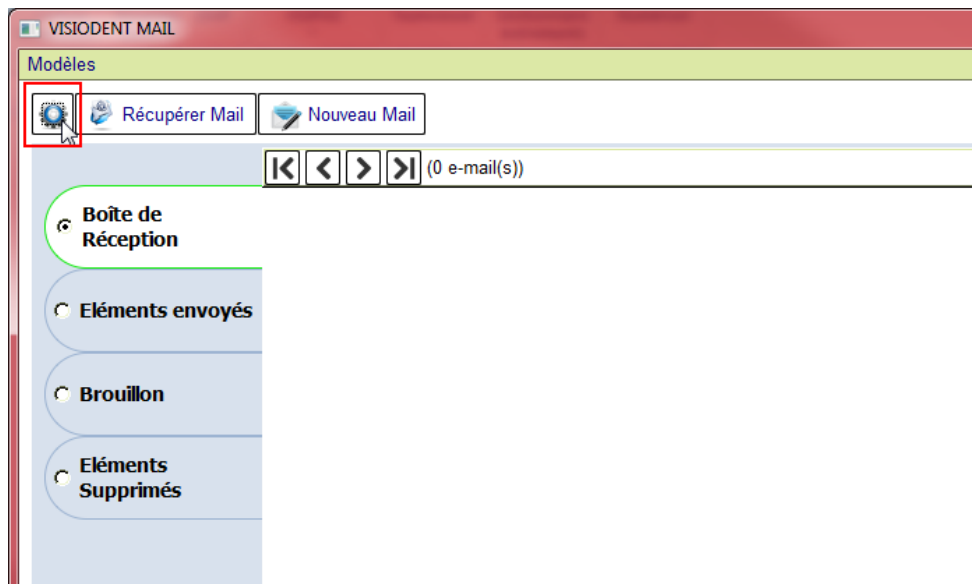 VISIODENT MAIL
Modèles
Récupérer Mail
Nouveau Mail
(0 e-mail(s))
Boîte de
Réception
Eléments envoyés
Brouillon
Eléments
Supprimés